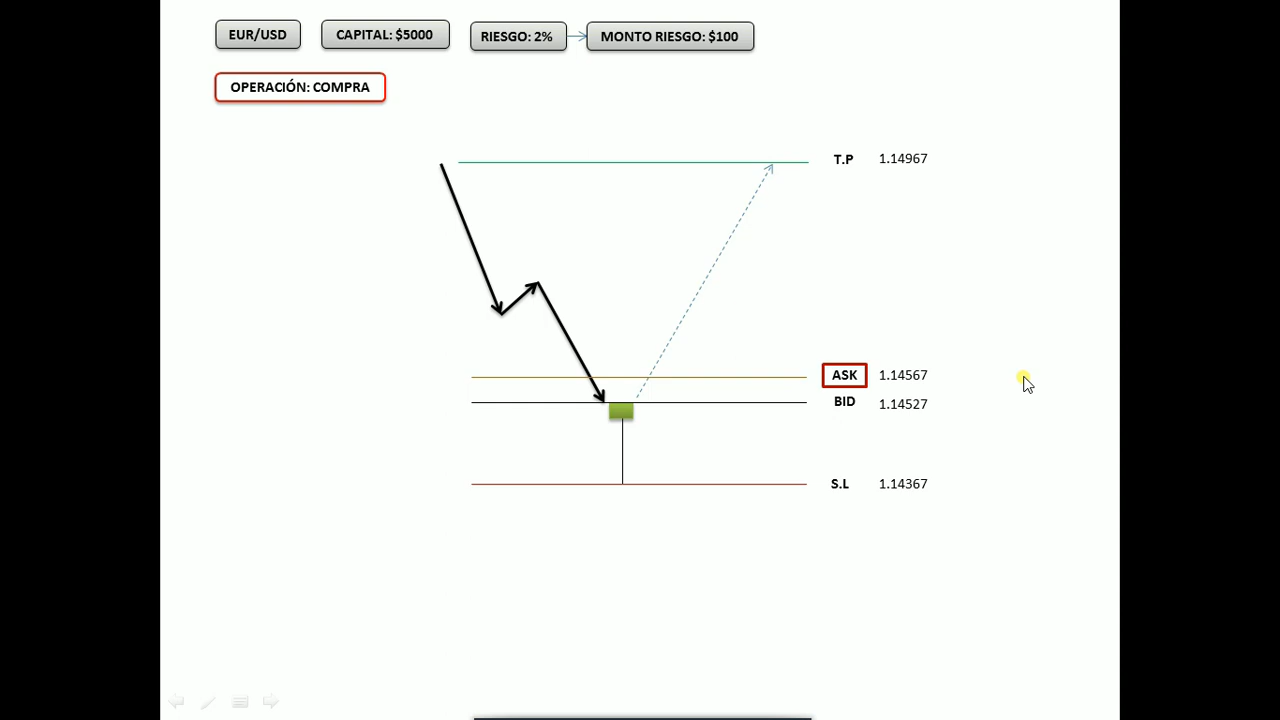 EUR/USD
CAPITAL: $5000
RIESGO: 2%
MONTO RIESGO: $100
OPERACIÓN: COMPRA
T.P 1.14967
ASK 1.14567
BID 1.14527
S.L 1.14367